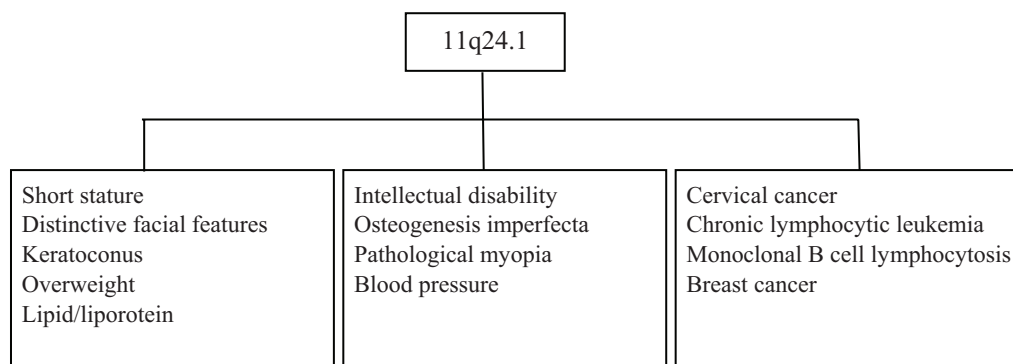 11q24.1
Short stature
Distinctive facial features
Keratoconus
Overweight
Lipid/liporotein
Intellectual disability
Osteogenesis imperfecta
Pathological myopia
Blood pressure
Cervical cancer
Chronic lymphocytic leukemia
Monoclonal B cell lymphocytosis
Breast cancer